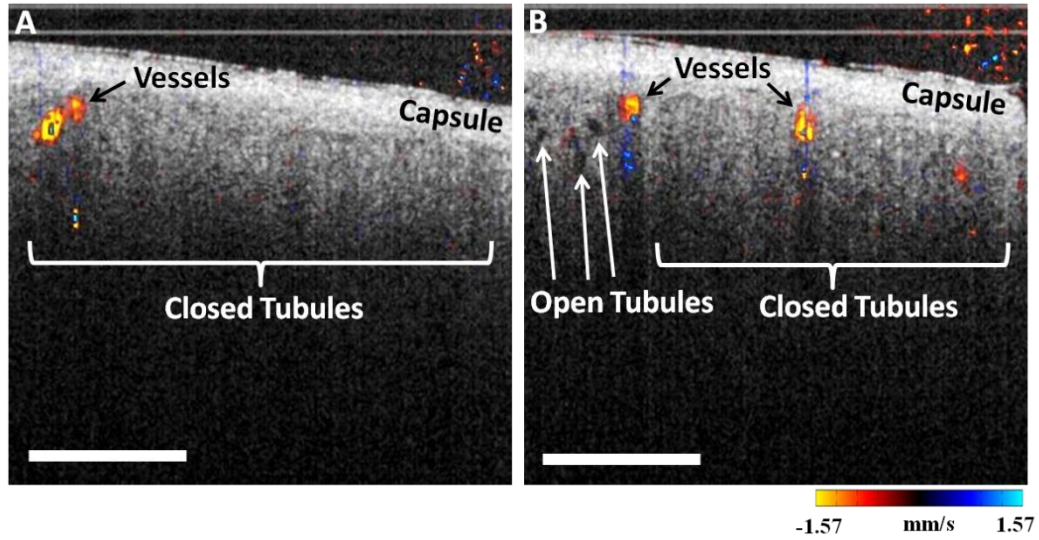 A
Vessels
Capsule
Closed Tubules
B
Vessels
Capsule
Open Tubules
Closed Tubules
-1.57 mm/s 1.57